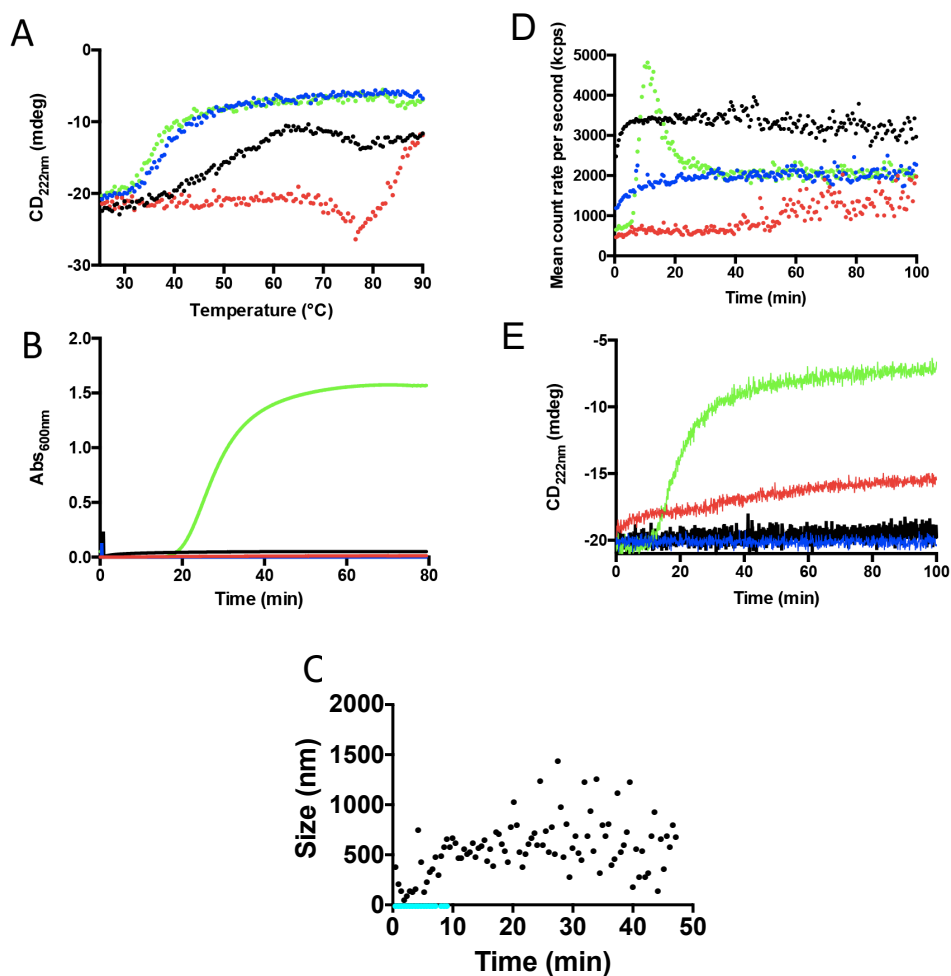 A
CD222nm (mdeg)
0
-10
-20
-30
30 40 50 60 70 80 90
Temperature (°C)
B
Abs600nm
2.0
1.5
1.0
0.5
0.0
0 20 40 60 80
Time (min)
D
Mean count rate per second (kcps)
5000
4000
3000
2000
1000
0
0 20 40 60 80 100
Time (min)
E
CD222nm (mdeg)
-5
-10
-15
-20
0 20 40 60 80 100
Time (min)
C
Size (nm)
2000
1500
1000
500
0
0 10 20 30 40 50
Time (min)